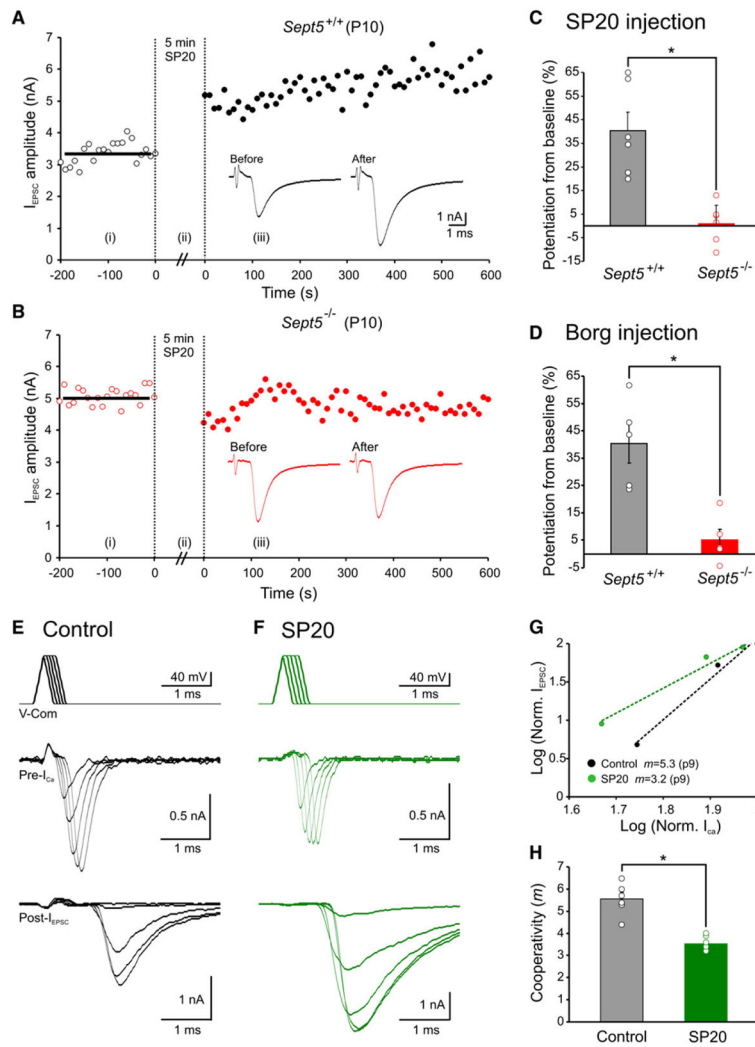 A
Sept5+/+ (P10)
5 min
SP20
7
6
5
4
3
2
1
0
IEPSC amplitude (nA)
Before
After
1 nA
1 ms
(i)
(ii)
(iii)
-200
-100
0
0
100
200
300
400
500
600
Time (s)
B
Sept5-/- (P10)
5 min
SP20
7
6
5
4
3
2
1
0
IEPSC amplitude (nA)
Before
After
(i)
(ii)
(iii)
-200
-100
0
0
100
200
300
400
500
600
Time (s)
C
SP20 injection
*
65
55
45
35
25
15
5
-5
-15
Potentiation from baseline (%)
Sept5+/+
Sept5-/-
D
Borg injection
*
65
55
45
35
25
15
5
-5
Potentiation from baseline (%)
Sept5+/+
Sept5-/-
E
Control
40 mV
1 ms
V-Com
Pre-ICa
0.5 nA
1 ms
Post-IEPSC
1 nA
1 ms
F
SP20
40 mV
1 ms
0.5 nA
1 ms
1 nA
1 ms
G
2
1.5
1
0.5
0
Log (Norm. IEPSC)
Control m=5.3 (p9)
SP20 m=3.2 (p9)
1.6
1.7
1.8
1.9
Log (Norm. Ica)
H
*
7
6
5
4
3
2
1
0
Cooperativity (m)
Control
SP20